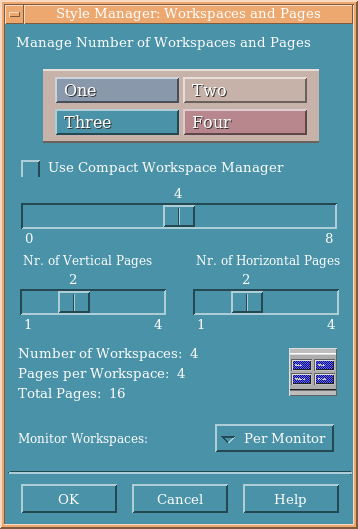 Style Manager: Workspaces and Pages
Manage Number of Workspaces and Pages
One Two
Three Four
Use Compact Workspace Manager
4
0 8
Nr. of Vertical Pages Nr. of Horizontal Pages
2 2
1 4 1 4
Number of Workspaces: 4
Pages per Workspace: 4
Total Pages: 16
Monitor Workspaces: Per Monitor
OK Cancel Help